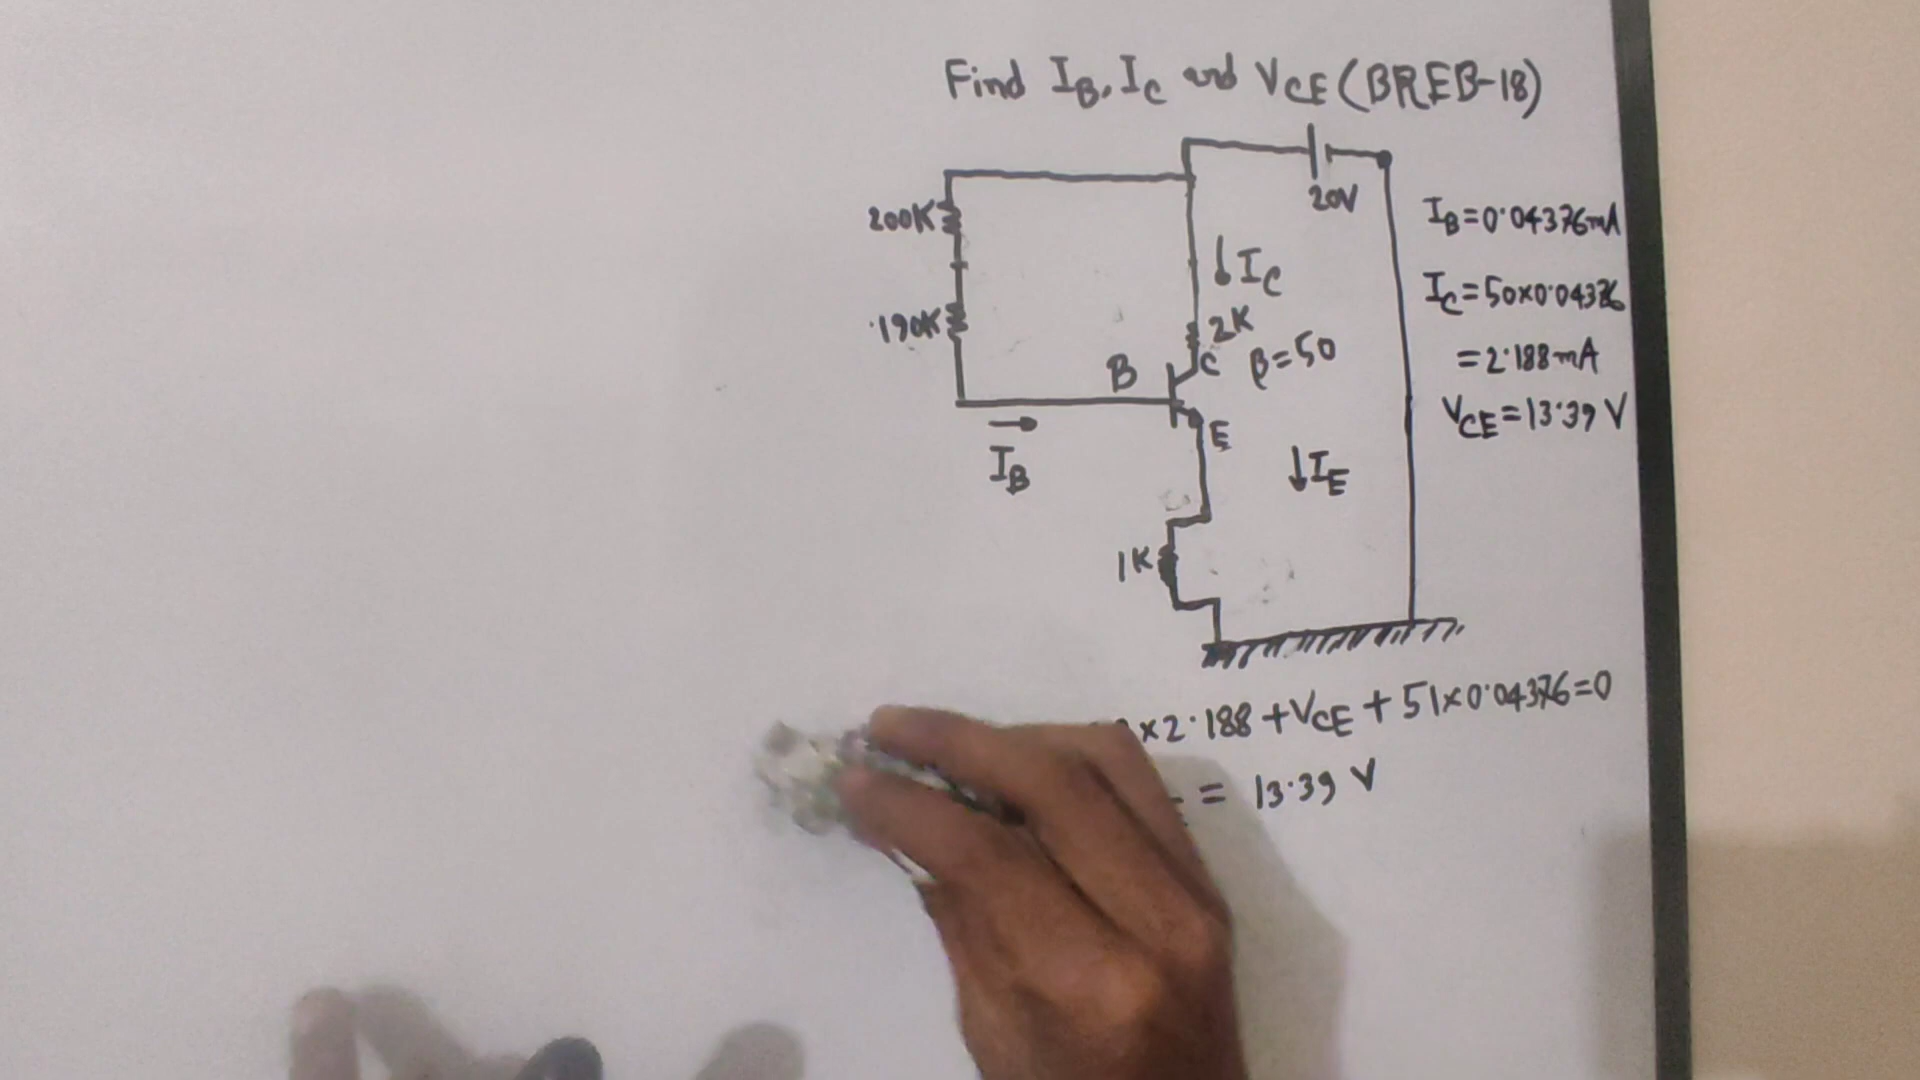 Find IB, IC and VCE (BREB-18)
20V
200K
IB=0.04376mA
IC
IC=50×0.04376
190K
2K
=2.188mA
B
C
β=50
VCE=13.39 V
E
IB
IE
1K
×2.188+VCE+51×0.04376=0
= 13.39 V